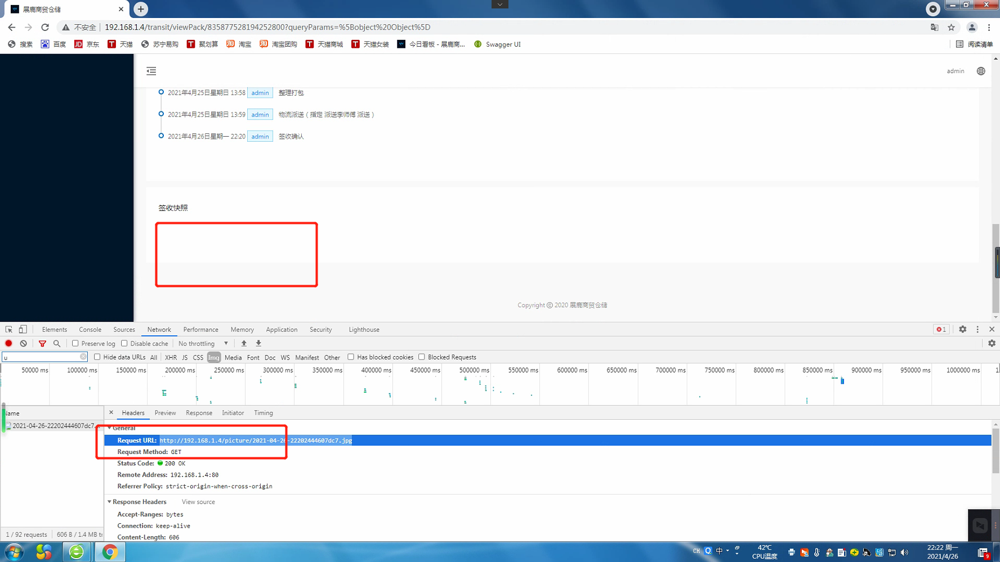 展鹿商贸仓储
不安全 192.168.1.4/transit/viewPack/835877528194252800?queryParams=%5Bobject%20Object%5D
搜索 百度 京东 天猫 苏宁易购 聚划算 淘宝 淘宝团购 天猫商城 天猫女装 今日看板 - 展鹿商... Swagger UI 阅读清单
admin
2021年4月25日星期日 13:58 admin 整理打包
2021年4月25日星期日 13:59 admin 物流派送 ( 指定 派送李师傅 派送 )
2021年4月26日星期一 22:20 admin 签收确认
签收快照
Copyright © 2020 展鹿商贸仓储
Elements Console Sources Network Performance Memory Application Security Lighthouse 1
Preserve log Disable cache No throttling
u Hide data URLs All XHR JS CSS Img Media Font Doc WS Manifest Other Has blocked cookies Blocked Requests
50000 ms 100000 ms 150000 ms 200000 ms 250000 ms 300000 ms 350000 ms 400000 ms 450000 ms 500000 ms 550000 ms 600000 ms 650000 ms 700000 ms 750000 ms 800000 ms 850000 ms 900000 ms 950000 ms 1000000 ms
Name Headers Preview Response Initiator Timing
2021-04-26-22202444607dc7...
General
Request URL: http://192.168.1.4/picture/2021-04-26-22202444607dc7.jpg
Request Method: GET
Status Code: 200 OK
Remote Address: 192.168.1.4:80
Referrer Policy: strict-origin-when-cross-origin
Response Headers View source
Accept-Ranges: bytes
Connection: keep-alive
Content-Length: 606
1 / 92 requests 606 B / 1.4 MB tr
CH 中 42℃ 22:22 周一
CPU温度 2021/4/26 9